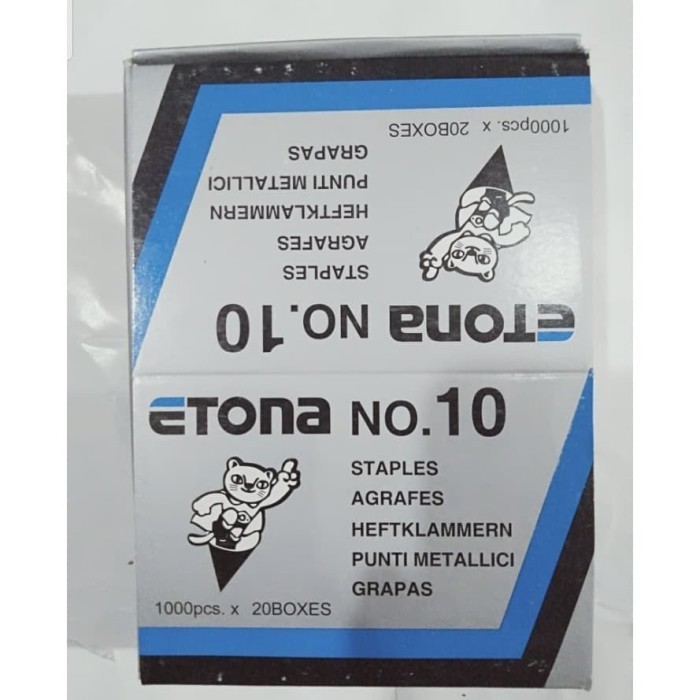 1000pcs. x 20BOXES
GRAPAS
PUNTI METALLICI
HEFTKLAMMERN
AGRAFES
STAPLES
ETONA NO.10
ETONA NO.10
STAPLES
AGRAFES
HEFTKLAMMERN
PUNTI METALLICI
GRAPAS
1000pcs. x 20BOXES